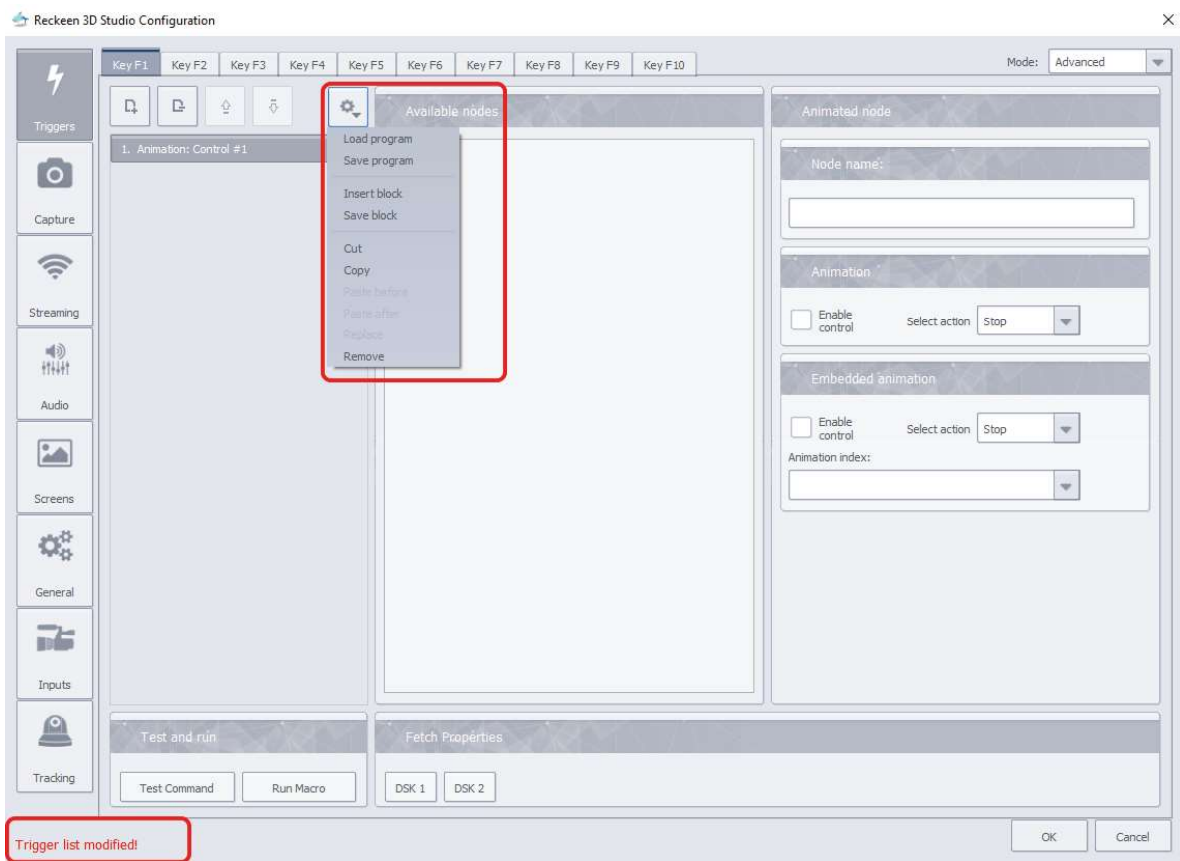 Reckeen 3D Studio Configuration
Key F1 Key F2 Key F3 Key F4 Key F5 Key F6 Key F7 Key F8 Key F9 Key F10
Mode: Advanced
Triggers
Capture
Streaming
Audio
Screens
General
Inputs
Tracking
1. Animation: Control #1
Load program
Save program
Insert block
Save block
Cut
Copy
Paste before
Paste after
Replace
Remove
Available nodes
Animated node
Node name:
Animation
Enable control
Select action Stop
Embedded animation
Enable control
Select action Stop
Animation index:
Test and run
Test Command Run Macro
Fetch Properties
DSK 1 DSK 2
Trigger list modified!
OK Cancel